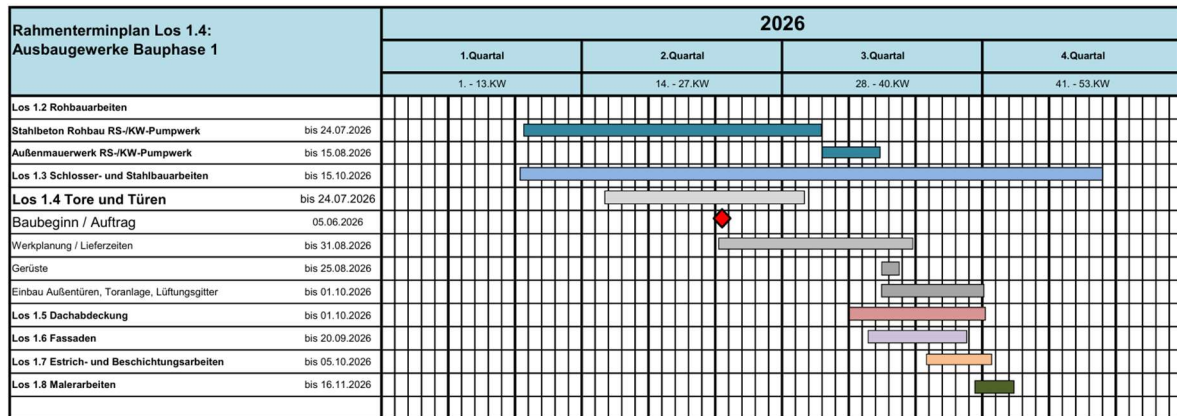 Rahmenterminplan Los 1.4:
Ausbaugewerke Bauphase 1
2026
1.Quartal 2.Quartal 3.Quartal 4.Quartal
1. - 13.KW 14. - 27.KW 28. - 40.KW 41. - 53.KW
Los 1.2 Rohbauarbeiten
Stahlbeton Rohbau RS-/KW-Pumpwerk bis 24.07.2026
Außenmauerwerk RS-/KW-Pumpwerk bis 15.08.2026
Los 1.3 Schlosser- und Stahlbauarbeiten bis 15.10.2026
Los 1.4 Tore und Türen bis 24.07.2026
Baubeginn / Auftrag 05.06.2026
Werkplanung / Lieferzeiten bis 31.08.2026
Gerüste bis 25.08.2026
Einbau Außentüren, Toranlage, Lüftungsgitter bis 01.10.2026
Los 1.5 Dachabdeckung bis 01.10.2026
Los 1.6 Fassaden bis 20.09.2026
Los 1.7 Estrich- und Beschichtungsarbeiten bis 05.10.2026
Los 1.8 Malerarbeiten bis 16.11.2026